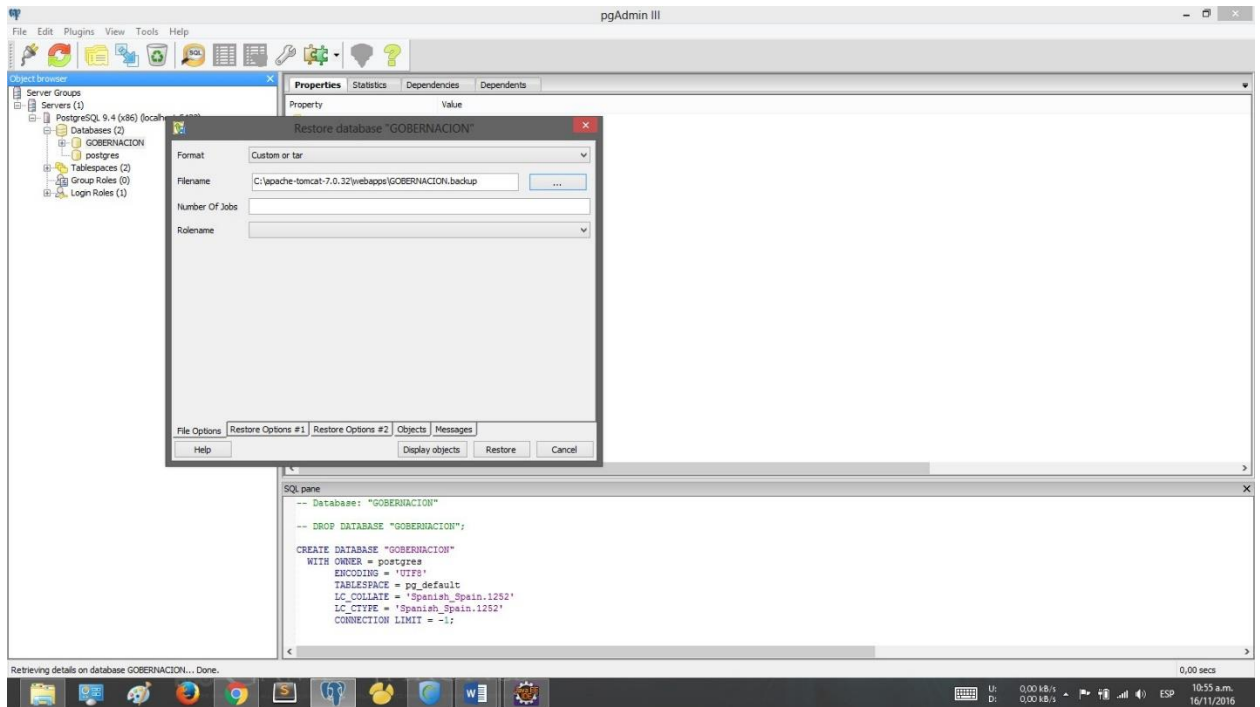 pgAdmin III
File Edit Plugins View Tools Help
SQL
Object browser
Server Groups
Servers (1)
PostgreSQL 9.4 (x86)
Databases (2)
GOBERNACION
postgres
Tablespaces (2)
Group Roles (0)
Login Roles (1)
Properties Statistics Dependencies Dependents
Property Value
Restore database "GOBERNACION"
Format Custom or tar
Filename C:\apache-tomcat-7.0.32\webapps\GOBERNACION.backup ...
Number Of Jobs
Rolename
File Options Restore Options #1 Restore Options #2 Objects Messages
Help Display objects Restore Cancel
SQL pane
-- Database: "GOBERNACION"
-- DROP DATABASE "GOBERNACION";
CREATE DATABASE "GOBERNACION"
WITH OWNER = postgres
ENCODING = 'UTF8'
TABLESPACE = pg_default
LC_COLLATE = 'Spanish_Spain.1252'
LC_CTYPE = 'Spanish_Spain.1252'
CONNECTION LIMIT = -1;
Retrieving details on database GOBERNACION... Done. 0,00 secs
U: 0,00 kB/s
D: 0,00 kB/s
ESP
10:55 a.m.
16/11/2016